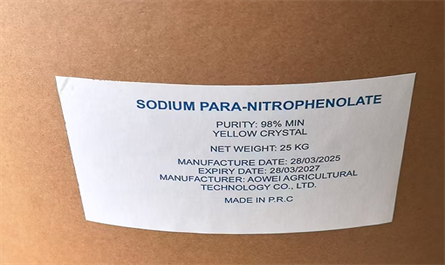 SODIUM PARA-NITROPHENOLATE
PURITY: 98% MIN
YELLOW CRYSTAL
NET WEIGHT: 25 KG
MANUFACTURE DATE: 28/03/2025
EXPIRY DATE: 28/03/2027
MANUFACTURER: AOWEI AGRICULTURAL
TECHNOLOGY CO., LTD.
MADE IN P.R.C